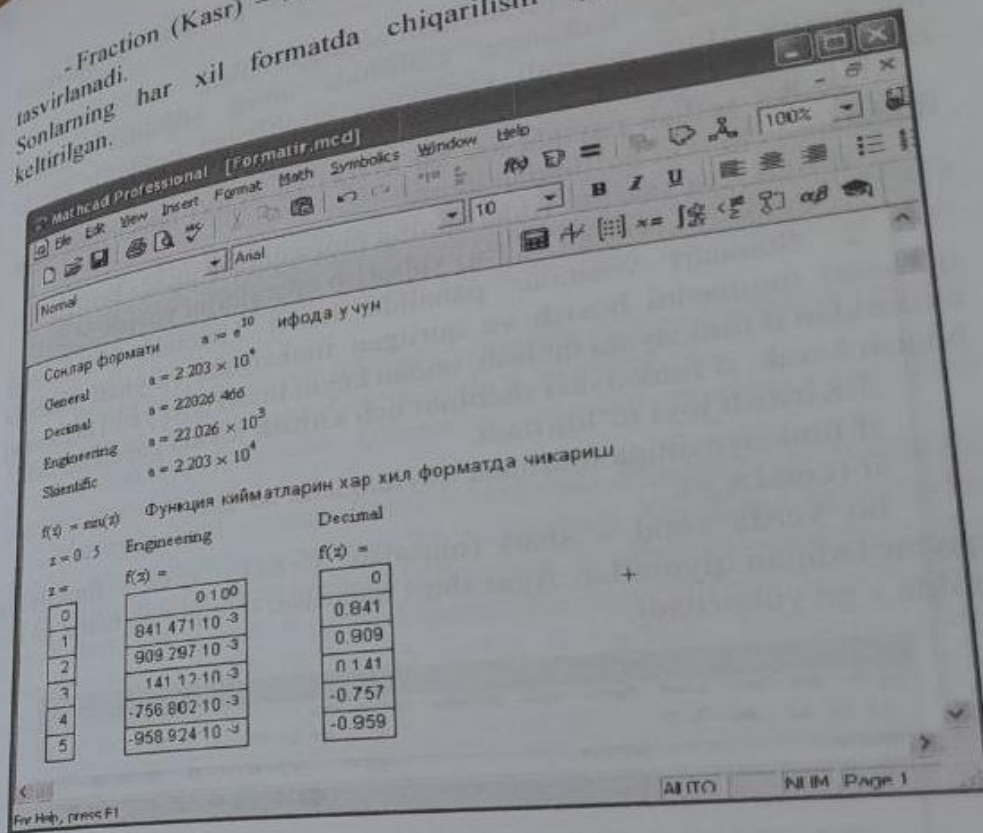 - Fraction (Kasr) –
tasvirlanadi.
Sonlarning har xil formatda chiqarilishi
keltirilgan.
Mathcad Professional - [Formatir.mcd]
File Edit View Insert Format Math Symbolics Window Help
100%
Normal Arial 10 B I U
Сонлар формати a := e^10 ифода учун
General a = 2.203 × 10^4
Decimal a = 22026.466
Engineering a = 22.026 × 10^3
Skientific a = 2.203 × 10^4
f(z) := sin(z) Функция кийматларин хар хил форматда чикариш
z := 0..5 Engineering Decimal
z = f(z) = f(z) =
0 0·10^0 0
1 841.471·10^-3 0.841
2 909.297·10^-3 0.909
3 141.12·10^-3 0.141
4 -756.802·10^-3 -0.757
5 -958.924·10^-3 -0.959
For Help, press F1 AUTO NUM Page 1